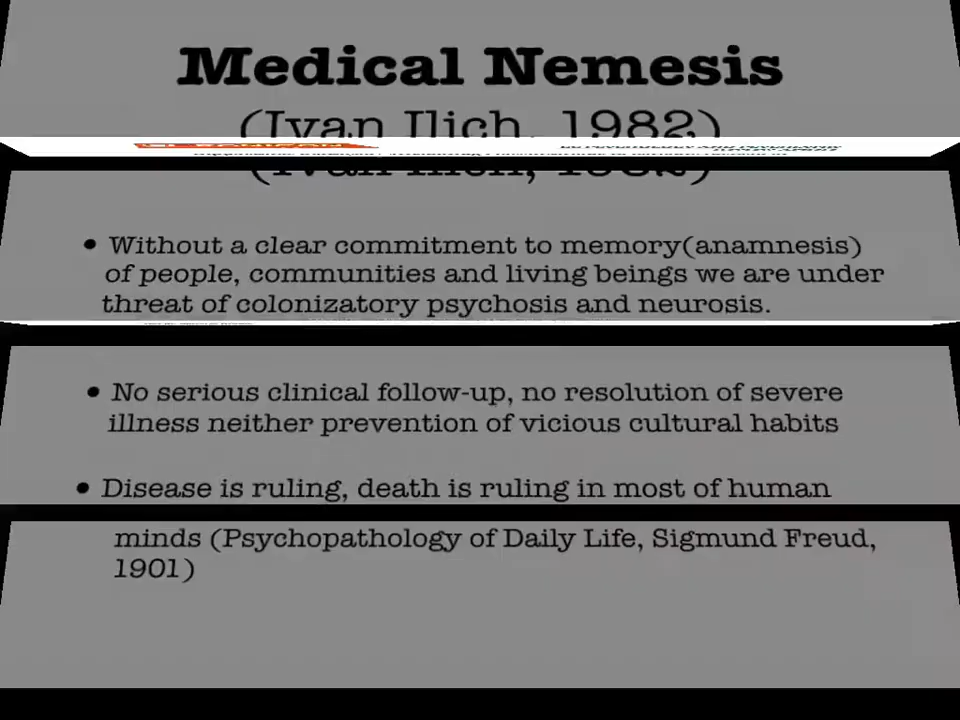 Medical Nemesis
(Ivan Ilich, 1982)
• Without a clear commitment to memory(anamnesis)
of people, communities and living beings we are under
threat of colonizatory psychosis and neurosis.
• No serious clinical follow-up, no resolution of severe
illness neither prevention of vicious cultural habits
• Disease is ruling, death is ruling in most of human
minds (Psychopathology of Daily Life, Sigmund Freud,
1901)